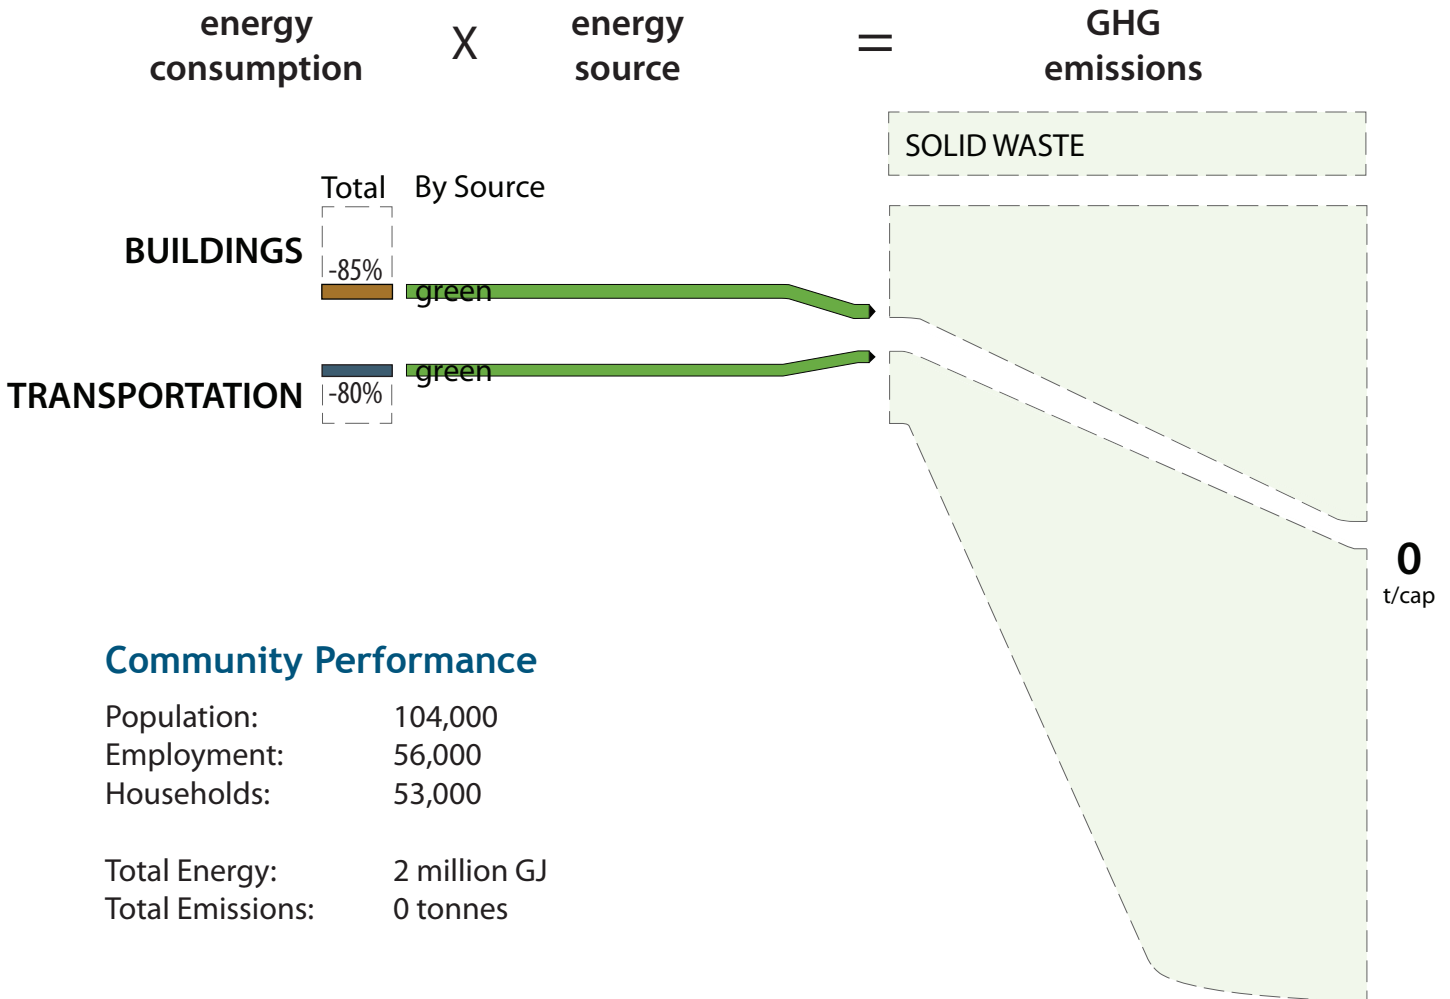 energy
consumption
X
energy
source
=
GHG
emissions
SOLID WASTE
Total
By Source
BUILDINGS
-85%
green
TRANSPORTATION
-80%
green
0
t/cap
Community Performance
Population: 104,000
Employment: 56,000
Households: 53,000
Total Energy: 2 million GJ
Total Emissions: 0 tonnes